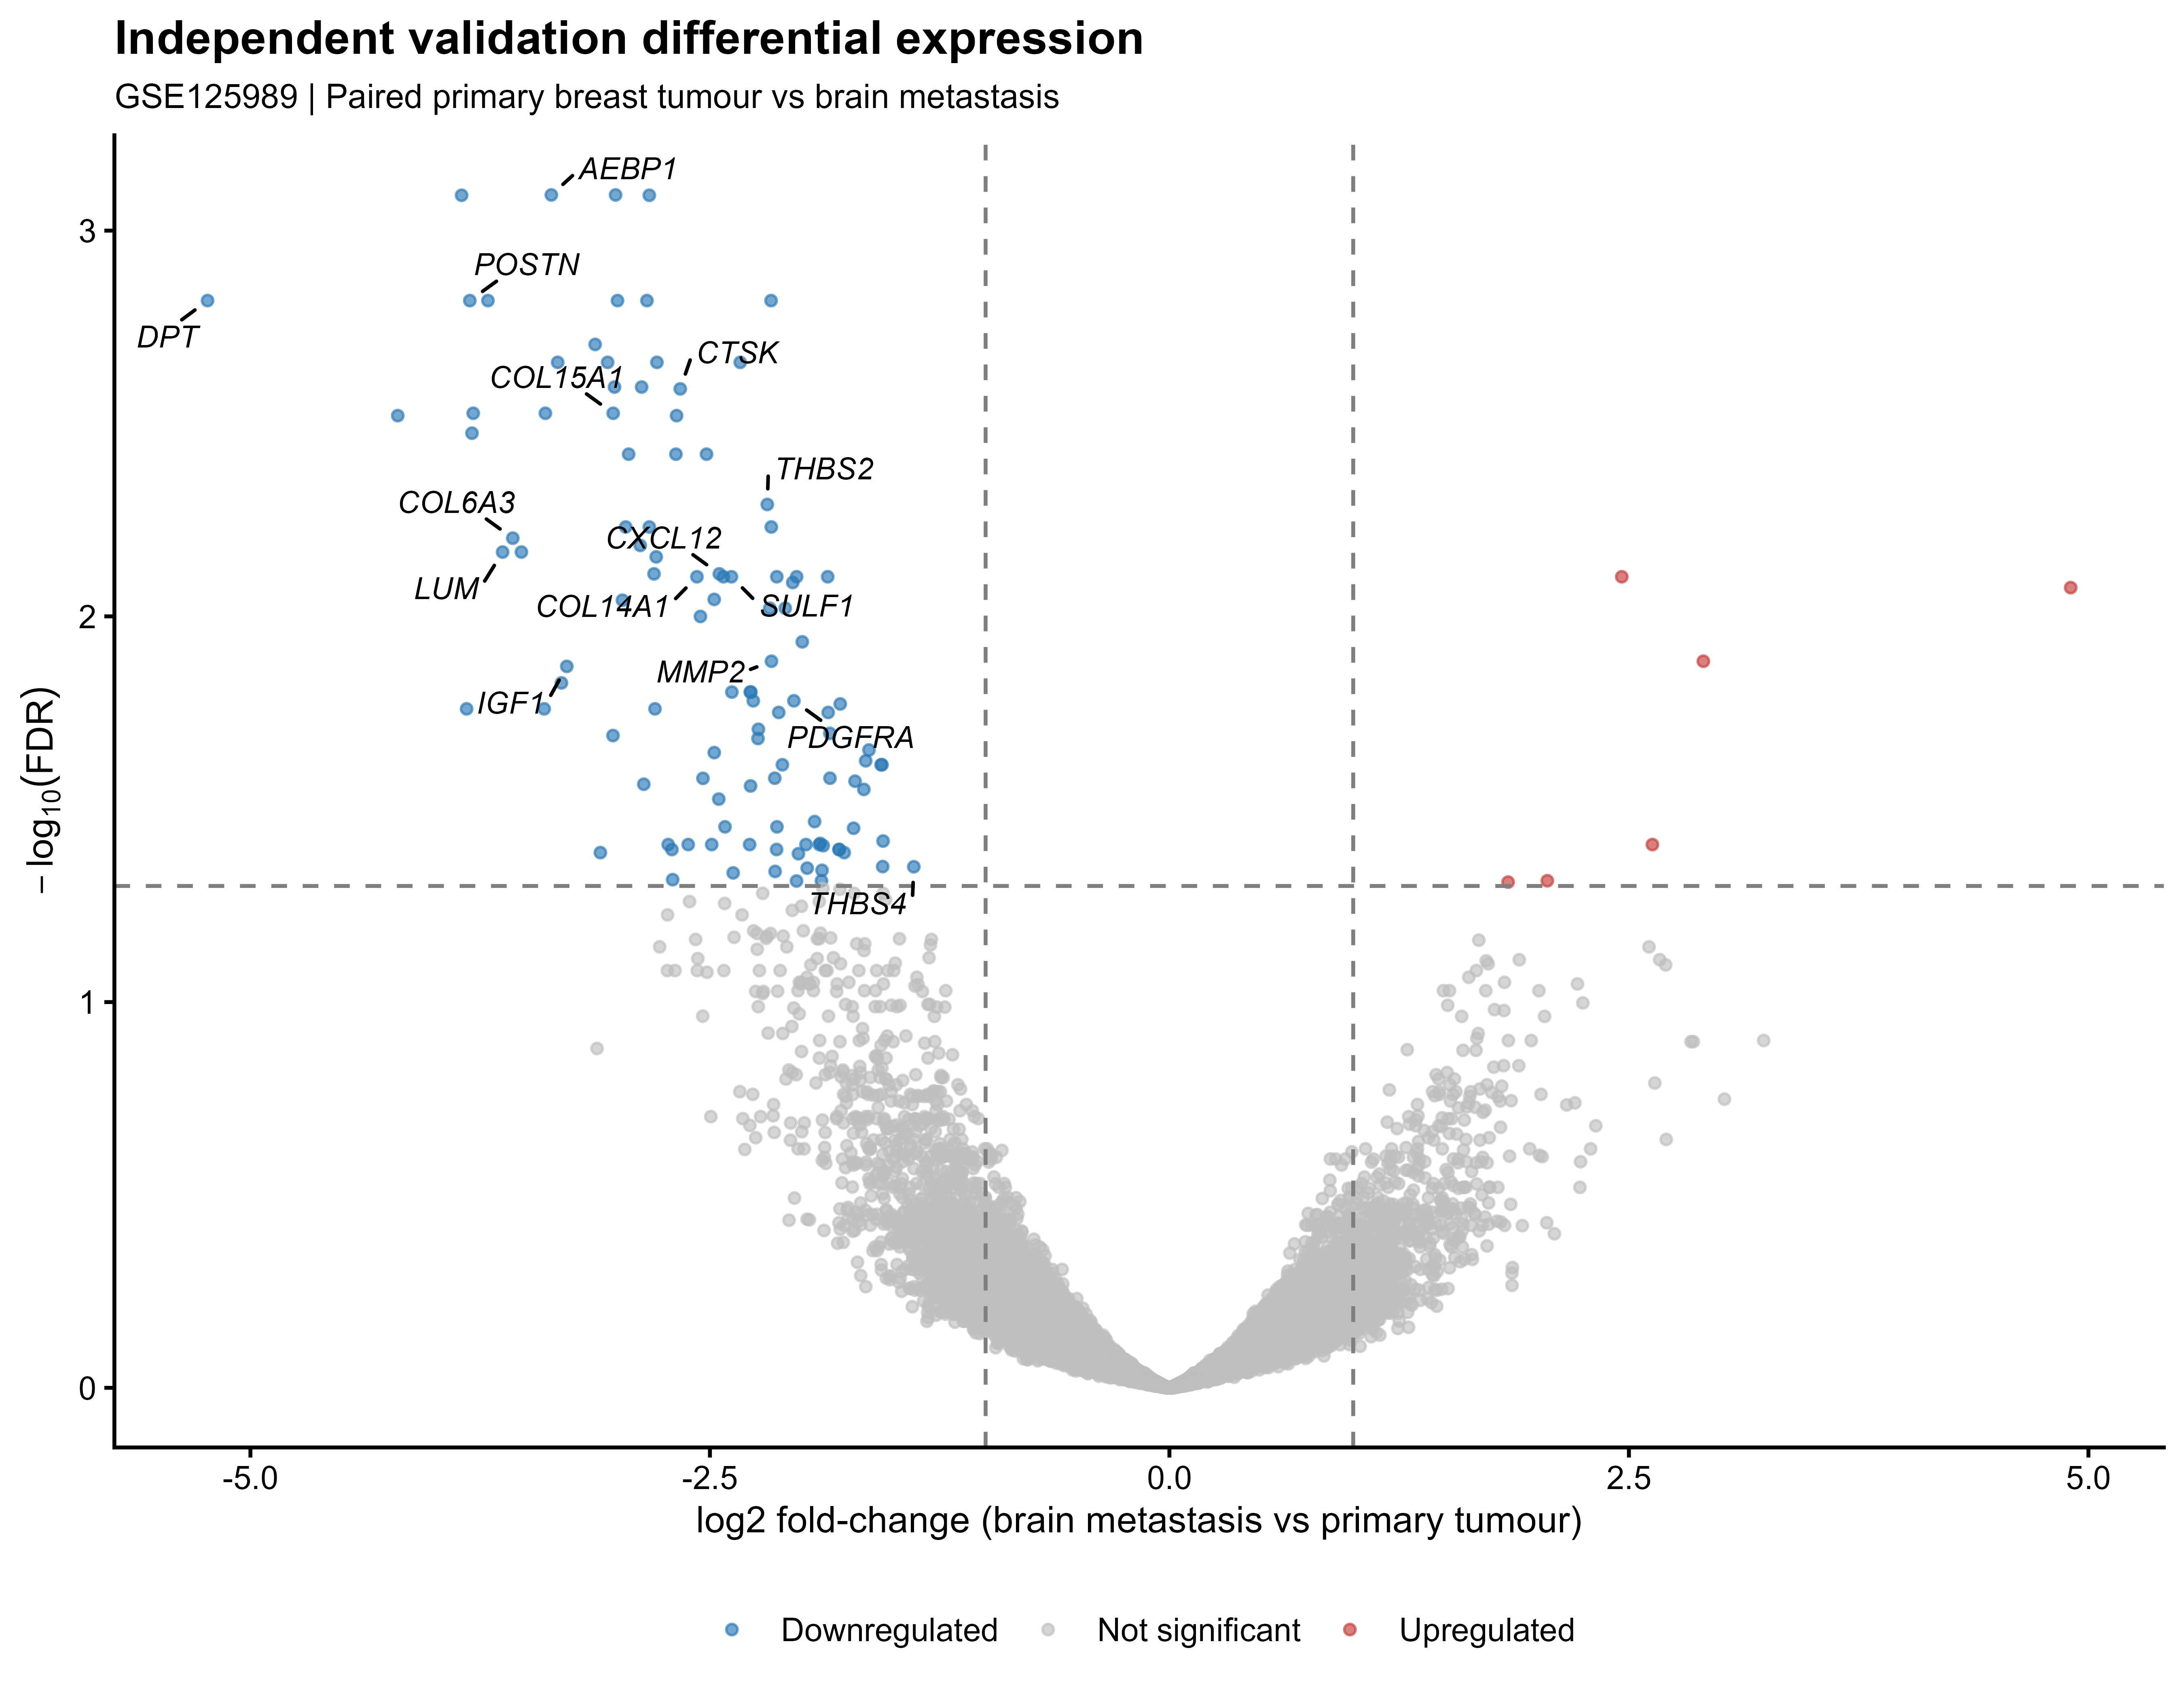 Independent validation differential expression
GSE125989 | Paired primary breast tumour vs brain metastasis
AEBP1
3
POSTN
DPT
CTSK
COL15A1
THBS2
COL6A3
CXCL12
LUM
COL14A1
SULF1
2
MMP2
IGF1
PDGFRA
− log10(FDR)
THBS4
1
0
-5.0
-2.5
0.0
2.5
5.0
log2 fold-change (brain metastasis vs primary tumour)
Downregulated
Not significant
Upregulated